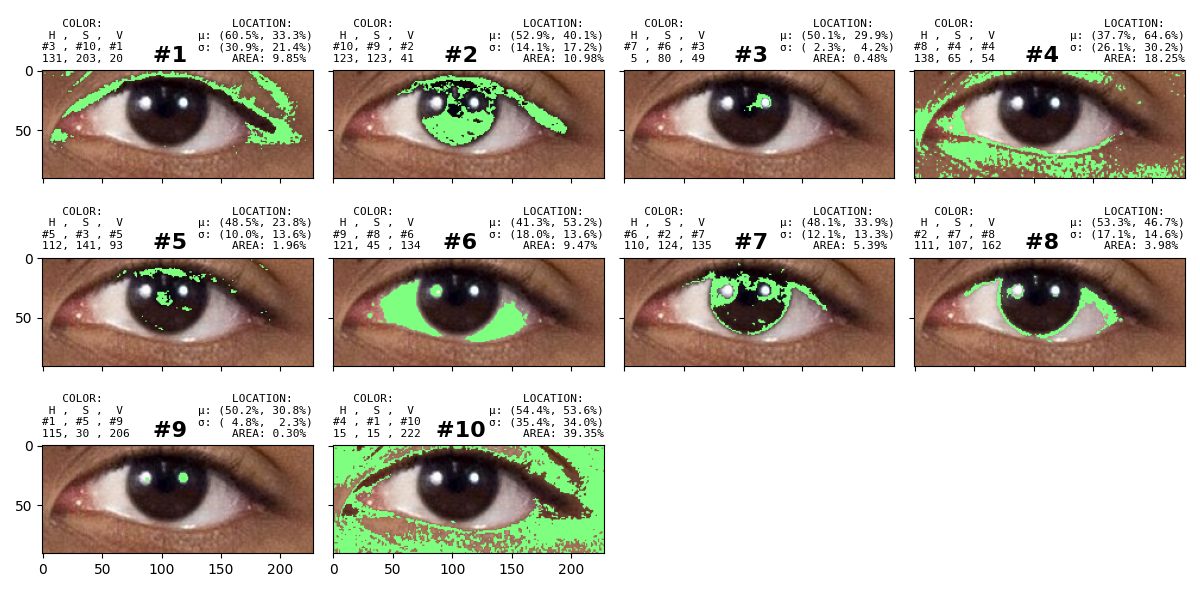 COLOR: LOCATION:
H , S , V μ: (60.5%, 33.3%)
#3 , #10, #1 #1 σ: (30.9%, 21.4%)
131, 203, 20 AREA: 9.85%
COLOR: LOCATION:
H , S , V μ: (52.9%, 40.1%)
#10, #9 , #2 #2 σ: (14.1%, 17.2%)
123, 123, 41 AREA: 10.98%
COLOR: LOCATION:
H , S , V μ: (50.1%, 29.9%)
#7 , #6 , #3 #3 σ: ( 2.3%, 4.2%)
5 , 80 , 49 AREA: 0.48%
COLOR: LOCATION:
H , S , V μ: (37.7%, 64.6%)
#8 , #4 , #4 #4 σ: (26.1%, 30.2%)
138, 65 , 54 AREA: 18.25%
0
50
COLOR: LOCATION:
H , S , V μ: (48.5%, 23.8%)
#5 , #3 , #5 #5 σ: (10.0%, 13.6%)
112, 141, 93 AREA: 1.96%
COLOR: LOCATION:
H , S , V μ: (41.3%, 53.2%)
#9 , #8 , #6 #6 σ: (18.0%, 13.6%)
121, 45 , 134 AREA: 9.47%
COLOR: LOCATION:
H , S , V μ: (48.1%, 33.9%)
#6 , #2 , #7 #7 σ: (12.1%, 13.3%)
110, 124, 135 AREA: 5.39%
COLOR: LOCATION:
H , S , V μ: (53.3%, 46.7%)
#2 , #7 , #8 #8 σ: (17.1%, 14.6%)
111, 107, 162 AREA: 3.98%
0
50
COLOR: LOCATION:
H , S , V μ: (50.2%, 30.8%)
#1 , #5 , #9 #9 σ: ( 4.8%, 2.3%)
115, 30 , 206 AREA: 0.30%
COLOR: LOCATION:
H , S , V μ: (54.4%, 53.6%)
#4 , #1 , #10 #10 σ: (35.4%, 34.0%)
15 , 15 , 222 AREA: 39.35%
0
50
0 50 100 150 200
0 50 100 150 200